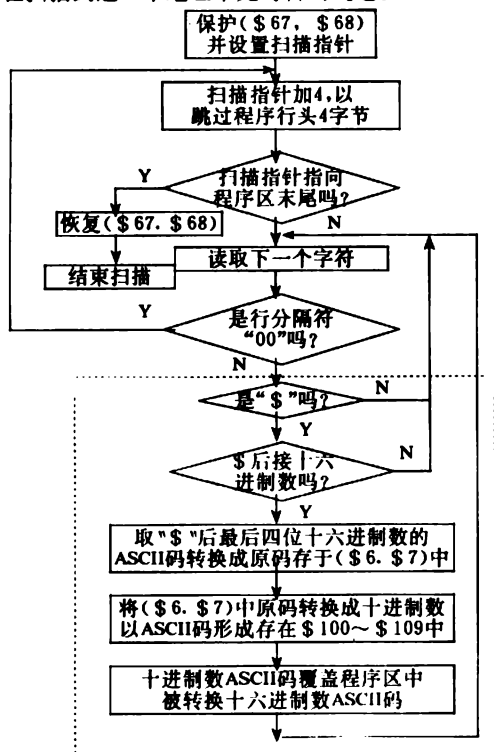 保护($67, $68)
并设置扫描指针
扫描指针加4,以
跳过程序行头4字节
Y
扫描指针指向
程序区末尾吗?
恢复($67. $68)
N
读取下一个字符
结束扫描
Y
是行分隔符
“00”吗?
N
是“$”吗?
N
Y
$后接十六
进制数吗?
N
Y
取"$"后最后四位十六进制数的
ASCII码转换成原码存于($6. $7)中
将($6. $7)中原码转换成十进制数
以ASCII码形成存在$100~$109中
十进制数ASCII码覆盖程序区中
被转换十六进制数ASCII码